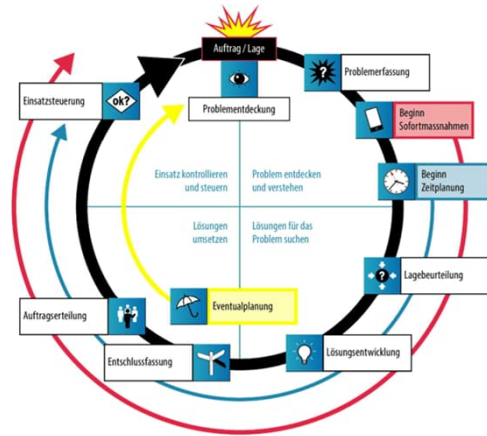 Auftrag / Lage
Problementdeckung
Problemerfassung
Beginn
Sofortmassnahmen
Beginn
Zeitplanung
Lagebeurteilung
Lösungsentwicklung
Entschlussfassung
Auftragserteilung
Eventualplanung
Einsatzsteuerung
ok?
?
?
Einsatz kontrollieren
und steuern
Problem entdecken
und verstehen
Lösungen
umsetzen
Lösungen für das
Problem suchen